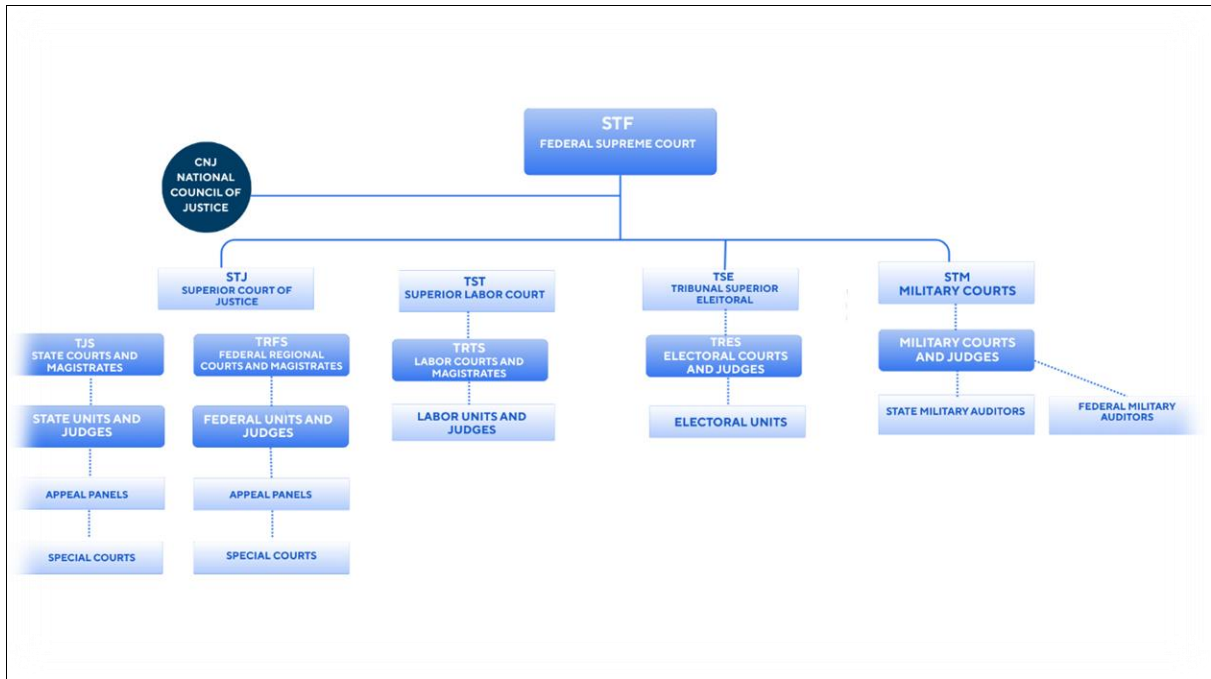 STF
FEDERAL SUPREME COURT
CNJ
NATIONAL
COUNCIL OF
JUSTICE
STJ
SUPERIOR COURT OF
JUSTICE
TST
SUPERIOR LABOR COURT
TSE
TRIBUNAL SUPERIOR
ELEITORAL
STM
MILITARY COURTS
TJS
STATE COURTS AND
MAGISTRATES
TRFS
FEDERAL REGIONAL
COURTS AND MAGISTRATES
TRTS
LABOR COURTS AND
MAGISTRATES
TRES
ELECTORAL COURTS
AND JUDGES
MILITARY COURTS
AND JUDGES
STATE UNITS AND
JUDGES
FEDERAL UNITS AND
JUDGES
LABOR UNITS AND
JUDGES
ELECTORAL UNITS
STATE MILITARY AUDITORS
FEDERAL MILITARY
AUDITORS
APPEAL PANELS
APPEAL PANELS
SPECIAL COURTS
SPECIAL COURTS